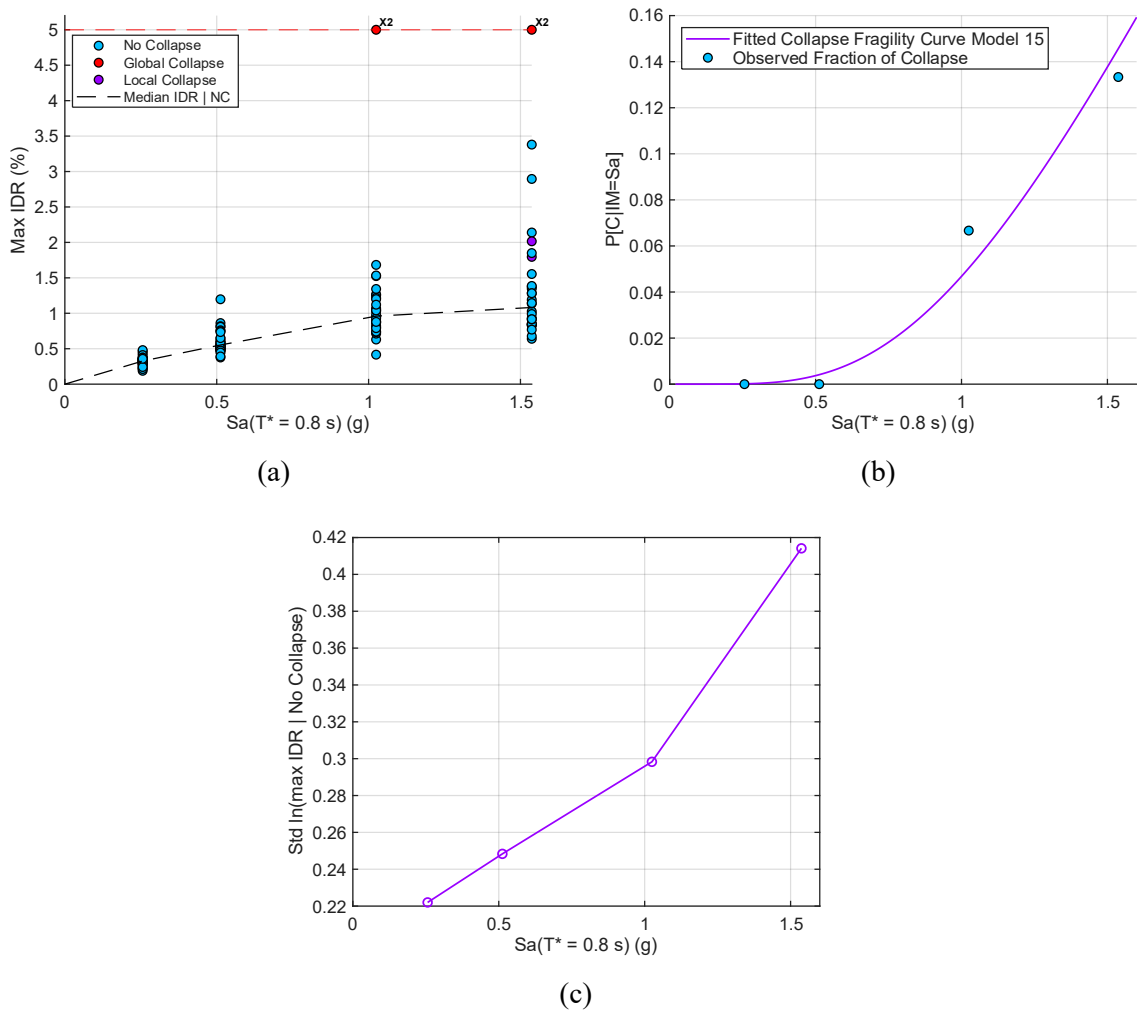 X2
X2
5
4.5
4
3.5
3
2.5
2
1.5
1
0.5
0
No Collapse
Global Collapse
Local Collapse
Median IDR | NC
Max IDR (%)
0
0.5
1
1.5
Sa(T* = 0.8 s) (g)
(a)
0.16
0.14
0.12
0.1
0.08
0.06
0.04
0.02
0
Fitted Collapse Fragility Curve Model 15
Observed Fraction of Collapse
P[C|IM=Sa]
0
0.5
1
1.5
Sa(T* = 0.8 s) (g)
(b)
0.42
0.4
0.38
0.36
0.34
0.32
0.3
0.28
0.26
0.24
0.22
Std ln(max IDR | No Collapse)
0
0.5
1
1.5
Sa(T* = 0.8 s) (g)
(c)